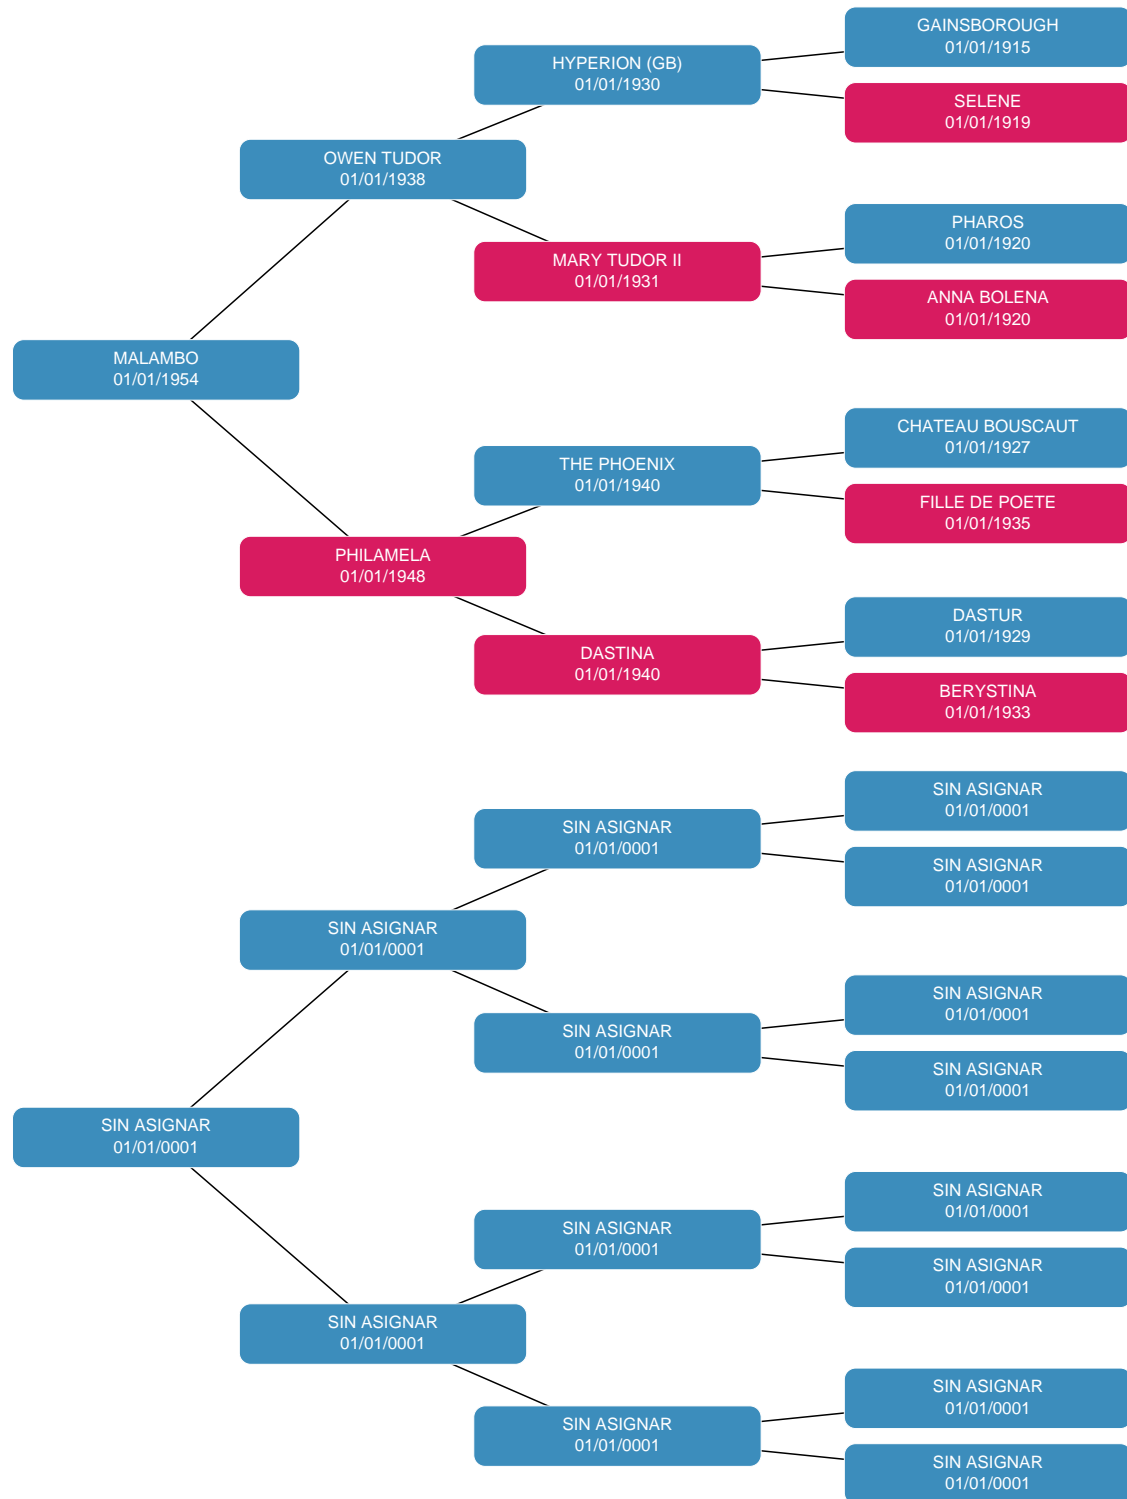 GAINSBOROUGH
01/01/1915
HYPERION (GB)
01/01/1930
SELENE
01/01/1919
OWEN TUDOR
01/01/1938
PHAROS
01/01/1920
MARY TUDOR II
01/01/1931
ANNA BOLENA
01/01/1920
MALAMBO
01/01/1954
CHATEAU BOUSCAUT
01/01/1927
THE PHOENIX
01/01/1940
FILLE DE POETE
01/01/1935
PHILAMELA
01/01/1948
DASTUR
01/01/1929
DASTINA
01/01/1940
BERYSTINA
01/01/1933
SIN ASIGNAR
01/01/0001
SIN ASIGNAR
01/01/0001
SIN ASIGNAR
01/01/0001
SIN ASIGNAR
01/01/0001
SIN ASIGNAR
01/01/0001
SIN ASIGNAR
01/01/0001
SIN ASIGNAR
01/01/0001
SIN ASIGNAR
01/01/0001
SIN ASIGNAR
01/01/0001
SIN ASIGNAR
01/01/0001
SIN ASIGNAR
01/01/0001
SIN ASIGNAR
01/01/0001
SIN ASIGNAR
01/01/0001
SIN ASIGNAR
01/01/0001
SIN ASIGNAR
01/01/0001